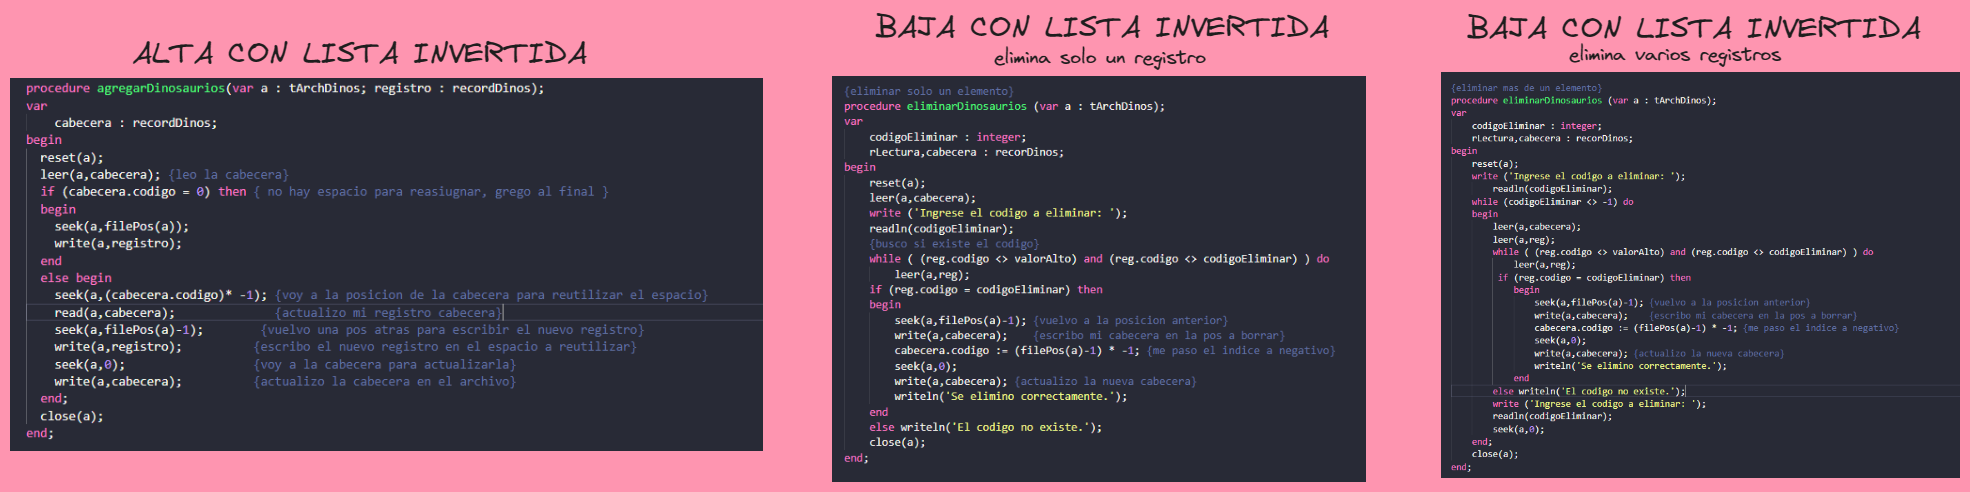 ALTA CON LISTA INVERTIDA
procedure agregarDinosaurios(var a : tArchDinos; registro : recordDinos);
var
    cabecera : recordDinos;
begin
  reset(a);
  leer(a,cabecera); {leo la cabecera}
  if (cabecera.codigo = 0) then { no hay espacio para reasiugnar, grego al final }
  begin
    seek(a,filePos(a));
    write(a,registro);
  end
  else begin
    seek(a,(cabecera.codigo)* -1); {voy a la posicion de la cabecera para reutilizar el espacio}
    read(a,cabecera); {actualizo mi registro cabecera}
    seek(a,filePos(a)-1); {vuelvo una pos atras para escribir el nuevo registro}
    write(a,registro); {escribo el nuevo registro en el espacio a reutilizar}
    seek(a,0); {voy a la cabecera para actualizarla}
    write(a,cabecera); {actualizo la cabecera en el archivo}
  end;
  close(a);
end;
BAJA CON LISTA INVERTIDA
elimina solo un registro
{eliminar solo un elemento}
procedure eliminarDinosaurios (var a : tArchDinos);
var
    codigoEliminar : integer;
    rLectura,cabecera : recorDinos;
begin
    reset(a);
    leer(a,cabecera);
    write ('Ingrese el codigo a eliminar: ');
    readln(codigoEliminar);
    {busco si existe el codigo}
    while ( (reg.codigo <> valorAlto) and (reg.codigo <> codigoEliminar) ) do
        leer(a,reg);
    if (reg.codigo = codigoEliminar) then
    begin
        seek(a,filePos(a)-1); {vuelvo a la posicion anterior}
        write(a,cabecera); {escribo mi cabecera en la pos a borrar}
        cabecera.codigo := (filePos(a)-1) * -1; {me paso el indice a negativo}
        seek(a,0);
        write(a,cabecera); {actualizo la nueva cabecera}
        writeln('Se elimino correctamente.');
    end
    else writeln('El codigo no existe.');
    close(a);
end;
BAJA CON LISTA INVERTIDA
elimina varios registros
{eliminar mas de un elemento}
procedure eliminarDinosaurios (var a : tArchDinos);
var
    codigoEliminar : integer;
    rLectura,cabecera : recorDinos;
begin
    reset(a);
    write ('Ingrese el codigo a eliminar: ');
        readln(codigoEliminar);
    while (codigoEliminar <> -1) do
    begin
        leer(a,cabecera);
        leer(a,reg);
        while ( (reg.codigo <> valorAlto) and (reg.codigo <> codigoEliminar) ) do
            leer(a,reg);
         if (reg.codigo = codigoEliminar) then
            begin
                seek(a,filePos(a)-1); {vuelvo a la posicion anterior}
                write(a,cabecera); {escribo mi cabecera en la pos a borrar}
                cabecera.codigo := (filePos(a)-1) * -1; {me paso el indice a negativo}
                seek(a,0);
                write(a,cabecera); {actualizo la nueva cabecera}
                writeln('Se elimino correctamente.');
            end
        else writeln('El codigo no existe.');
        write ('Ingrese el codigo a eliminar: ');
        readln(codigoEliminar);
        seek(a,0);
    end;
    close(a);
end;